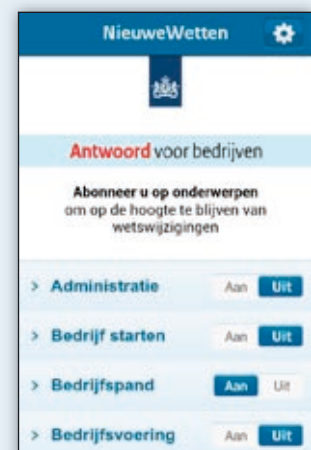 NieuweWetten
Antwoord voor bedrijven
Abonneer u op onderwerpen
om op de hoogte te blijven van
wetswijzigingen
> Administratie Aan Uit
> Bedrijf starten Aan Uit
> Bedrijfspand Aan Uit
> Bedrijfsvoering Aan Uit